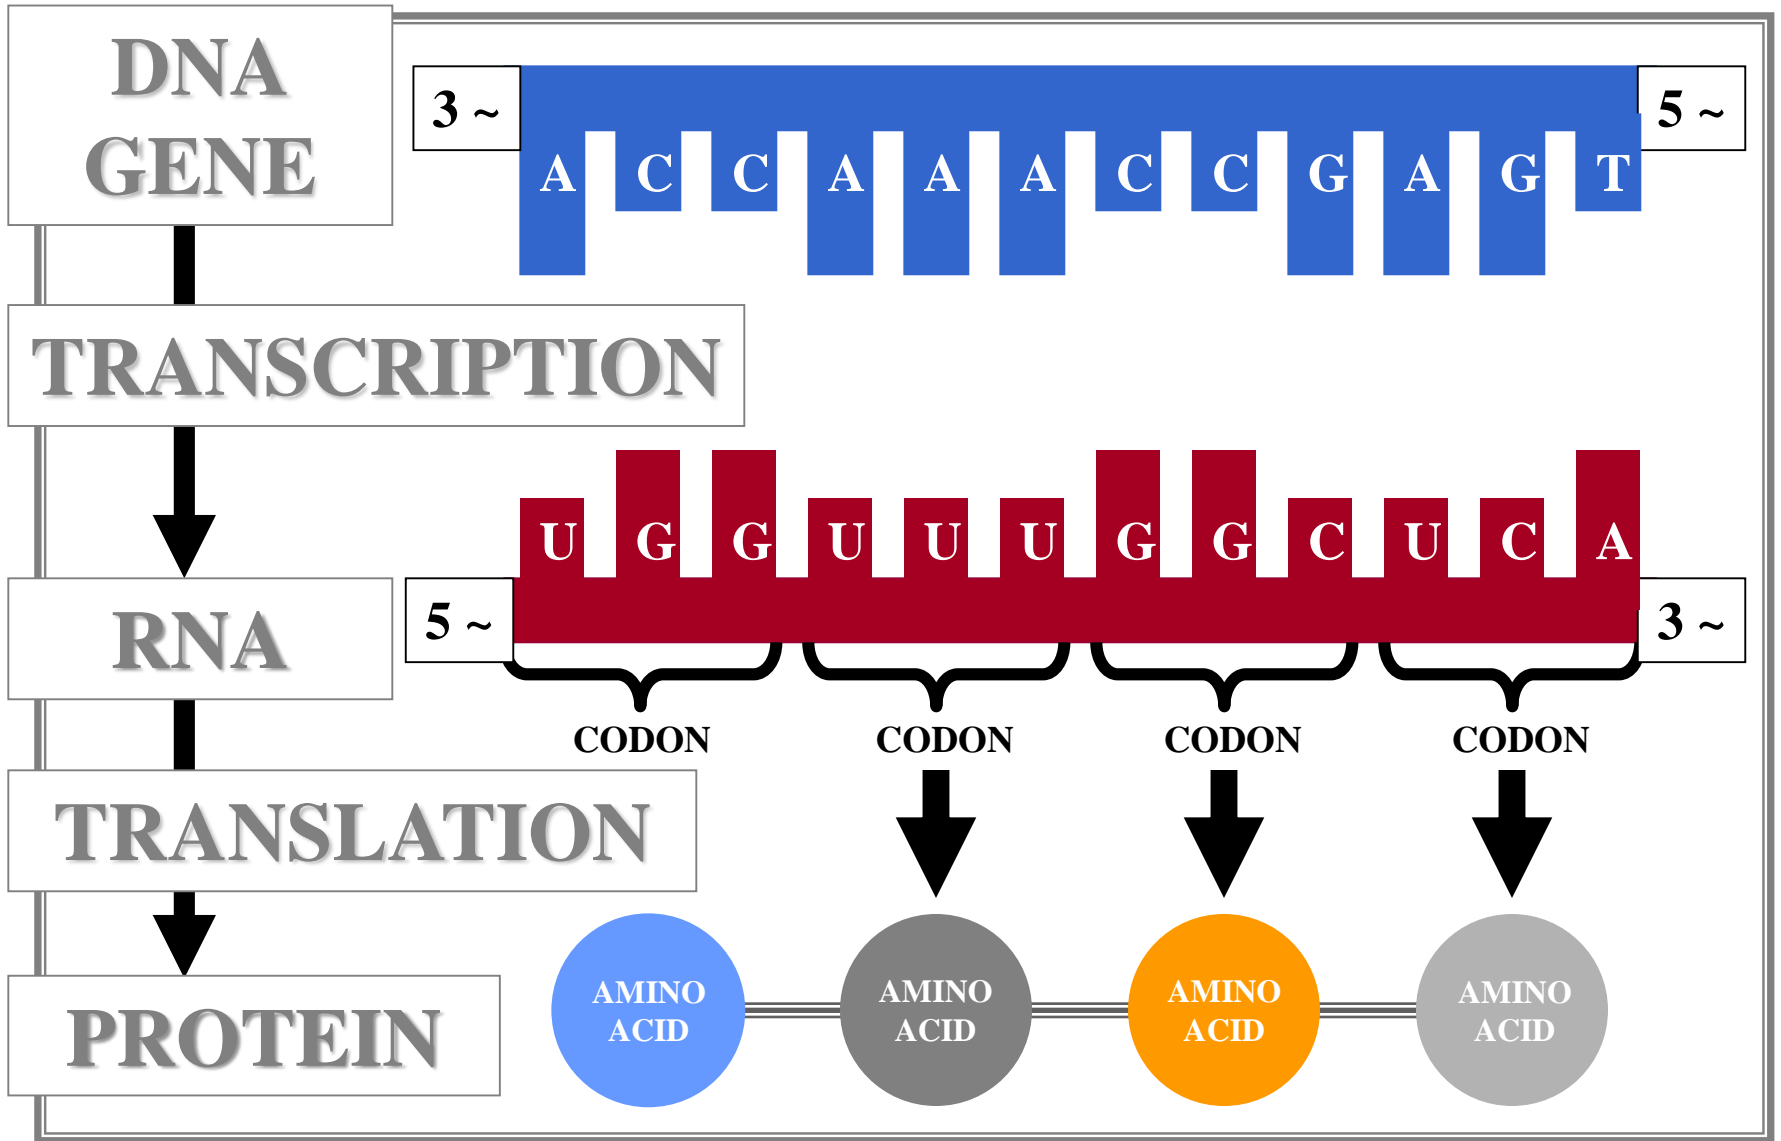 DNA
GENE
3 ~
5 ~
A C C A A A C C G A G T
TRANSCRIPTION
U G G U U U G G C U C A
RNA
5 ~
3 ~
CODON CODON CODON CODON
TRANSLATION
PROTEIN
AMINO
ACID
AMINO
ACID
AMINO
ACID
AMINO
ACID